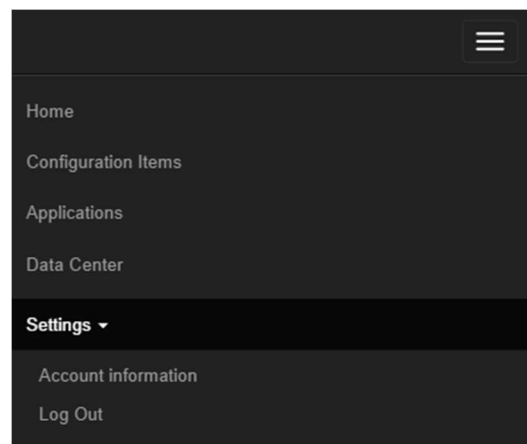 Home
Configuration Items
Applications
Data Center
Settings
Account information
Log Out